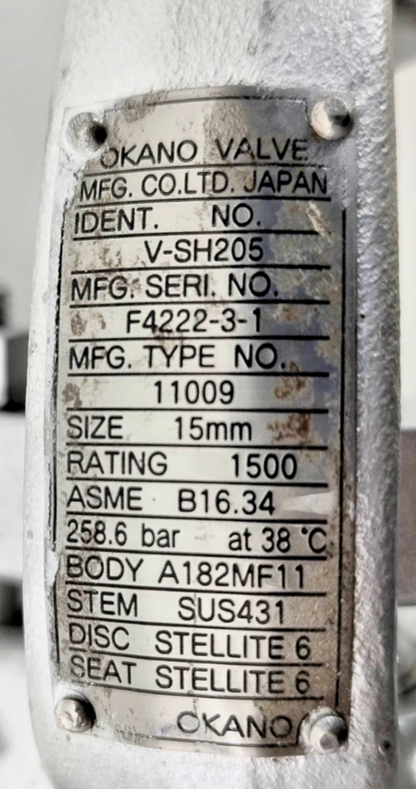 OKANO VALVE
MFG. CO.LTD. JAPAN
IDENT. NO.
V-SH205
MFG. SERI. NO.
F4222-3-1
MFG. TYPE NO.
11009
SIZE 15mm
RATING 1500
ASME B16.34
258.6 bar at 38 °C
BODY A182MF11
STEM SUS431
DISC STELLITE 6
SEAT STELLITE 6
OKANO